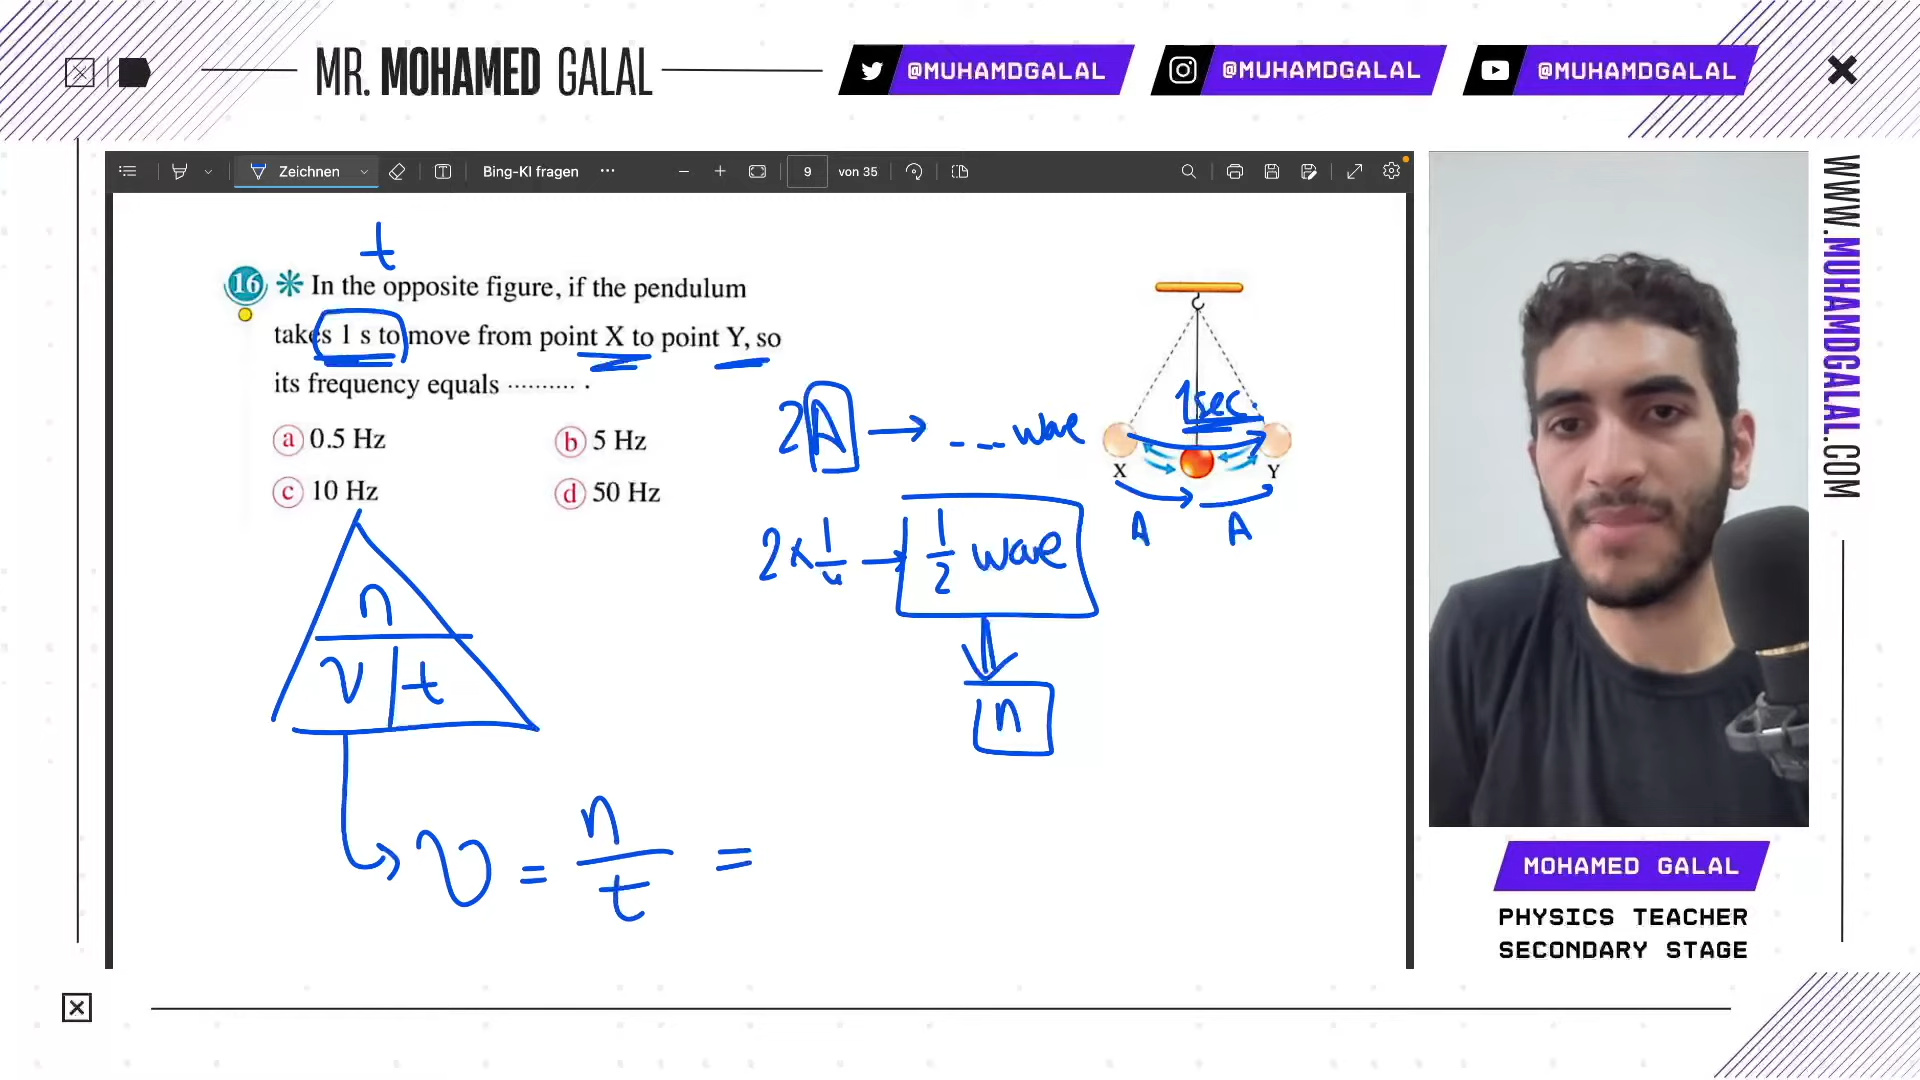 MR. MOHAMED GALAL
@MUHAMDGALAL
@MUHAMDGALAL
@MUHAMDGALAL
WWW.MUHAMDGALAL.COM
Zeichnen
Bing-KI fragen
9 von 35
t
16 In the opposite figure, if the pendulum
takes 1 s to move from point X to point Y, so
its frequency equals .......... .
a 0.5 Hz
b 5 Hz
c 10 Hz
d 50 Hz
1sec.
X
Y
A
A
2A → -- wave
2 × 1/4 → 1/2 wave
n
n
ν t
ν = n/t =
MOHAMED GALAL
PHYSICS TEACHER
SECONDARY STAGE